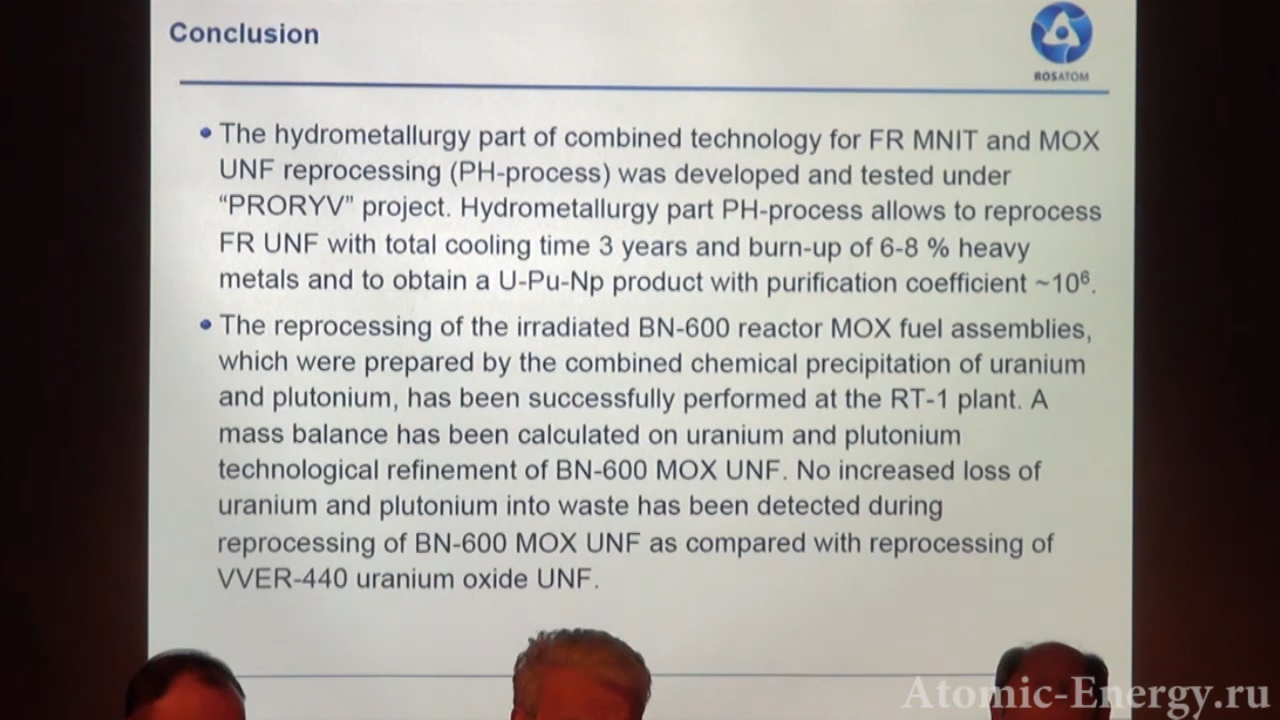 Conclusion
ROSATOM
• The hydrometallurgy part of combined technology for FR MNIT and MOX
UNF reprocessing (PH-process) was developed and tested under
“PRORYV” project. Hydrometallurgy part PH-process allows to reprocess
FR UNF with total cooling time 3 years and burn-up of 6-8 % heavy
metals and to obtain a U-Pu-Np product with purification coefficient ~10⁶.
• The reprocessing of the irradiated BN-600 reactor MOX fuel assemblies,
which were prepared by the combined chemical precipitation of uranium
and plutonium, has been successfully performed at the RT-1 plant. A
mass balance has been calculated on uranium and plutonium
technological refinement of BN-600 MOX UNF. No increased loss of
uranium and plutonium into waste has been detected during
reprocessing of BN-600 MOX UNF as compared with reprocessing of
VVER-440 uranium oxide UNF.
Atomic-Energy.ru